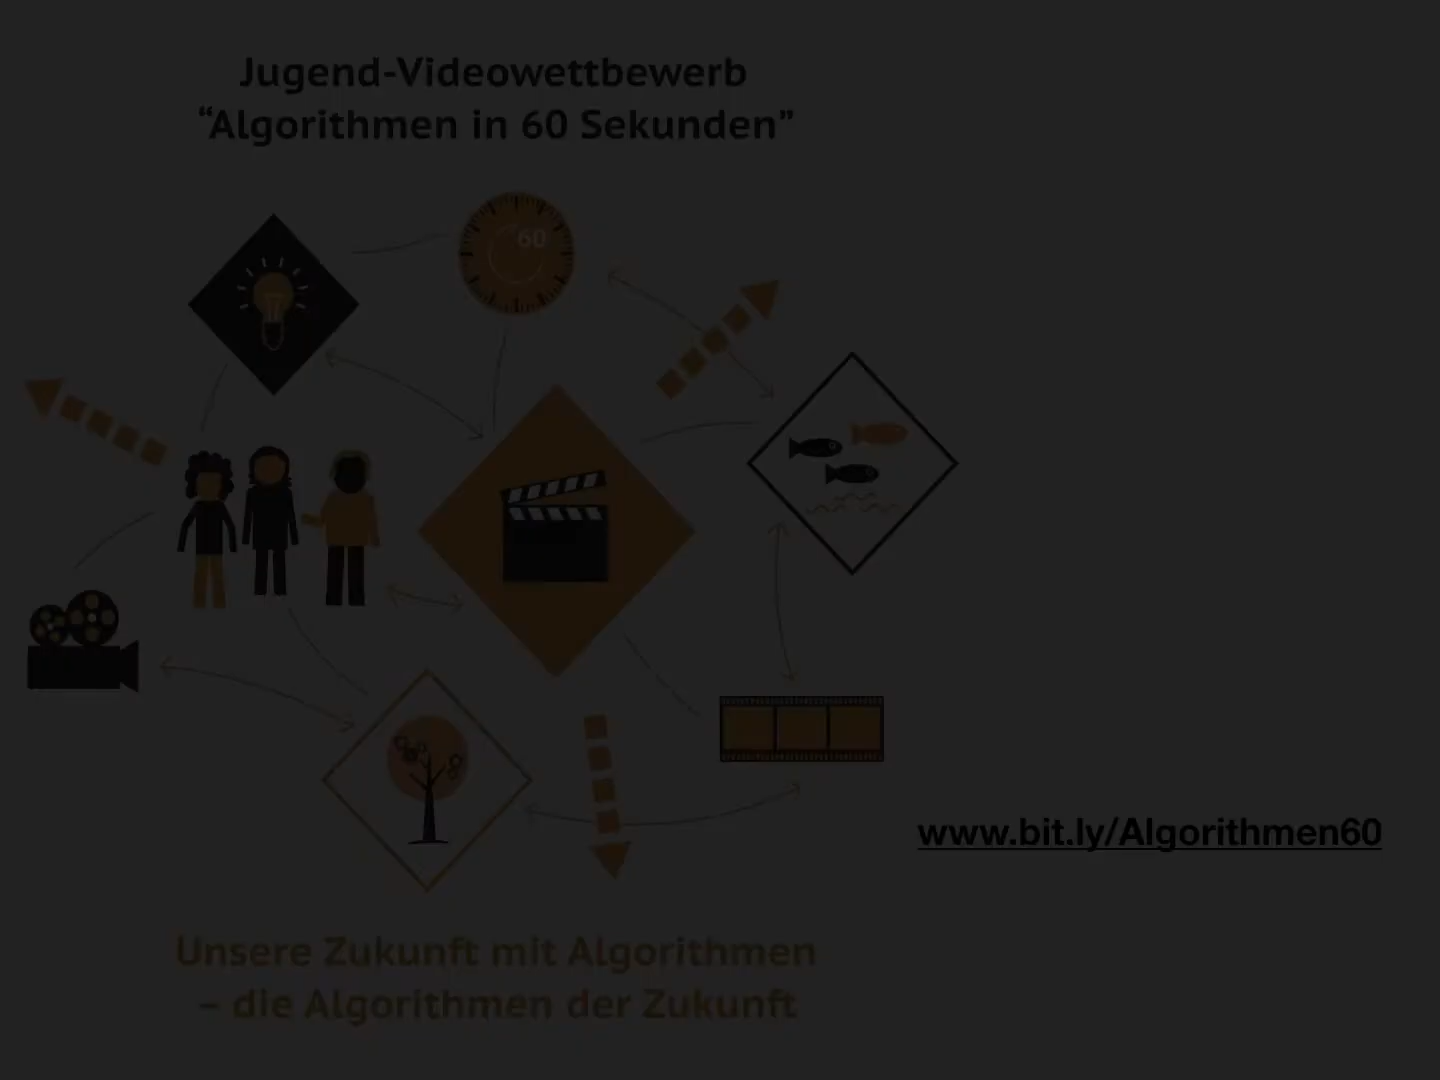 Jugend-Videowettbewerb
“Algorithmen in 60 Sekunden”
60
www.bit.ly/Algorithmen60
Unsere Zukunft mit Algorithmen
– die Algorithmen der Zukunft